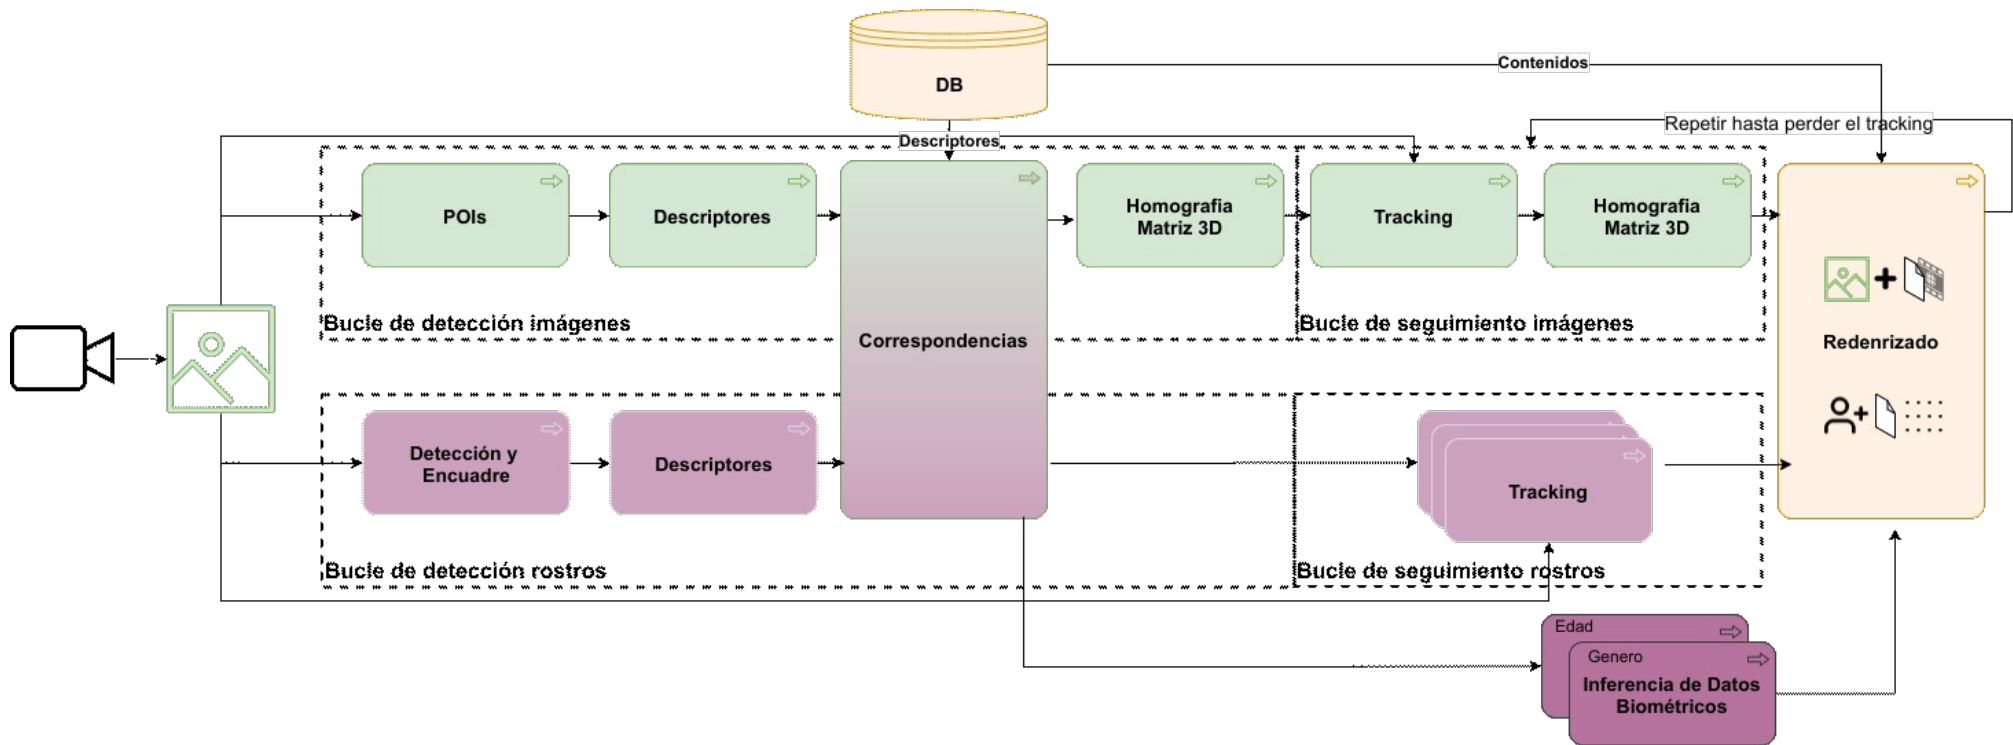 DB
Contenidos
Repetir hasta perder el tracking
Descriptores
POIs
Descriptores
Homografia
Matriz 3D
Tracking
Homografia
Matriz 3D
Bucle de detección imágenes
Bucle de seguimiento imágenes
Correspondencias
Redenrizado
Detección y
Encuadre
Descriptores
Tracking
Bucle de detección rostros
Bucle de seguimiento rostros
Edad
Genero
Inferencia de Datos
Biométricos